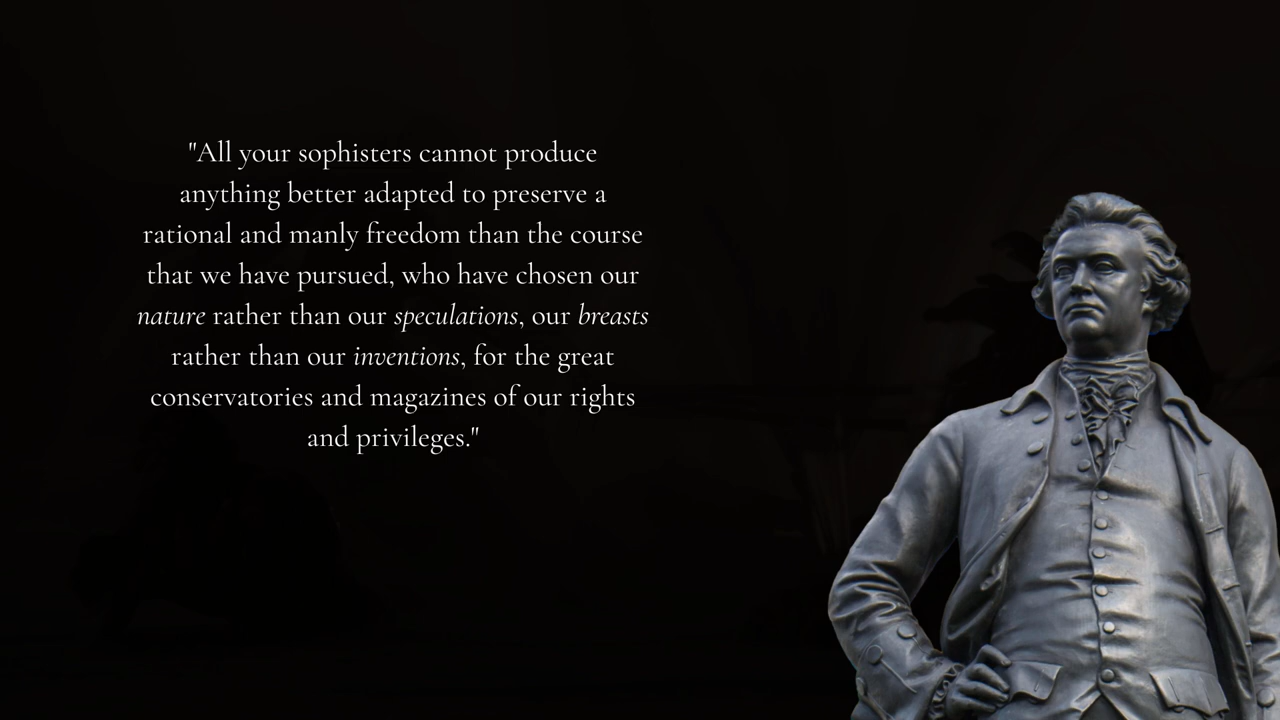 "All your sophisters cannot produce
anything better adapted to preserve a
rational and manly freedom than the course
that we have pursued, who have chosen our
nature rather than our speculations, our breasts
rather than our inventions, for the great
conservatories and magazines of our rights
and privileges."